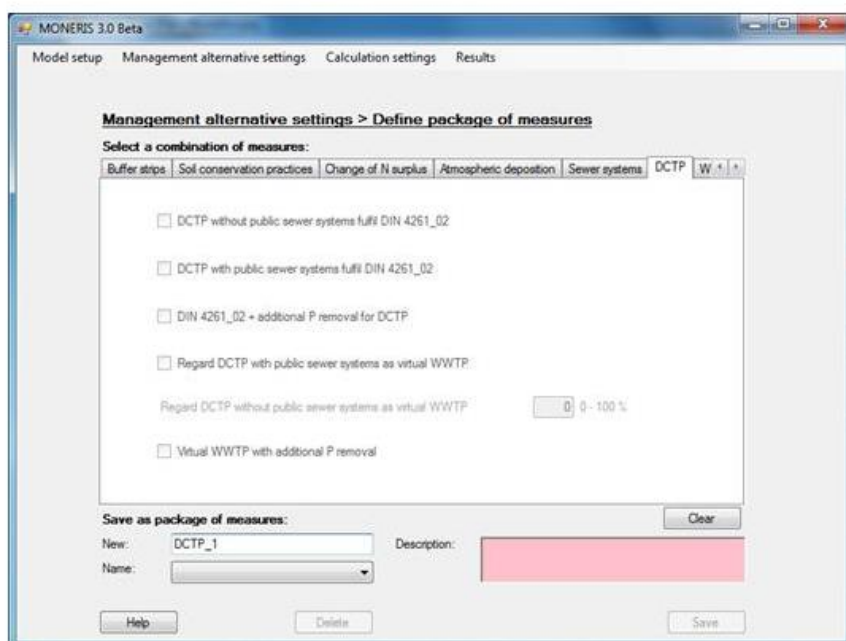 MONERIS 3.0 Beta
Model setup Management alternative settings Calculation settings Results
Management alternative settings > Define package of measures
Select a combination of measures:
Buffer strips Soil conservation practices Change of N surplus Atmospheric deposition Sewer systems DCTP W
DCTP without public sewer systems fulfil DIN 4261_02
DCTP with public sewer systems fulfil DIN 4261_02
DIN 4261_02 + additional P removal for DCTP
Regard DCTP with public sewer systems as virtual WWTP
Regard DCTP without public sewer systems as virtual WWTP 0 0 - 100 %
Virtual WWTP with additional P removal
Save as package of measures: Clear
New: DCTP_1 Description:
Name:
Help Delete Save